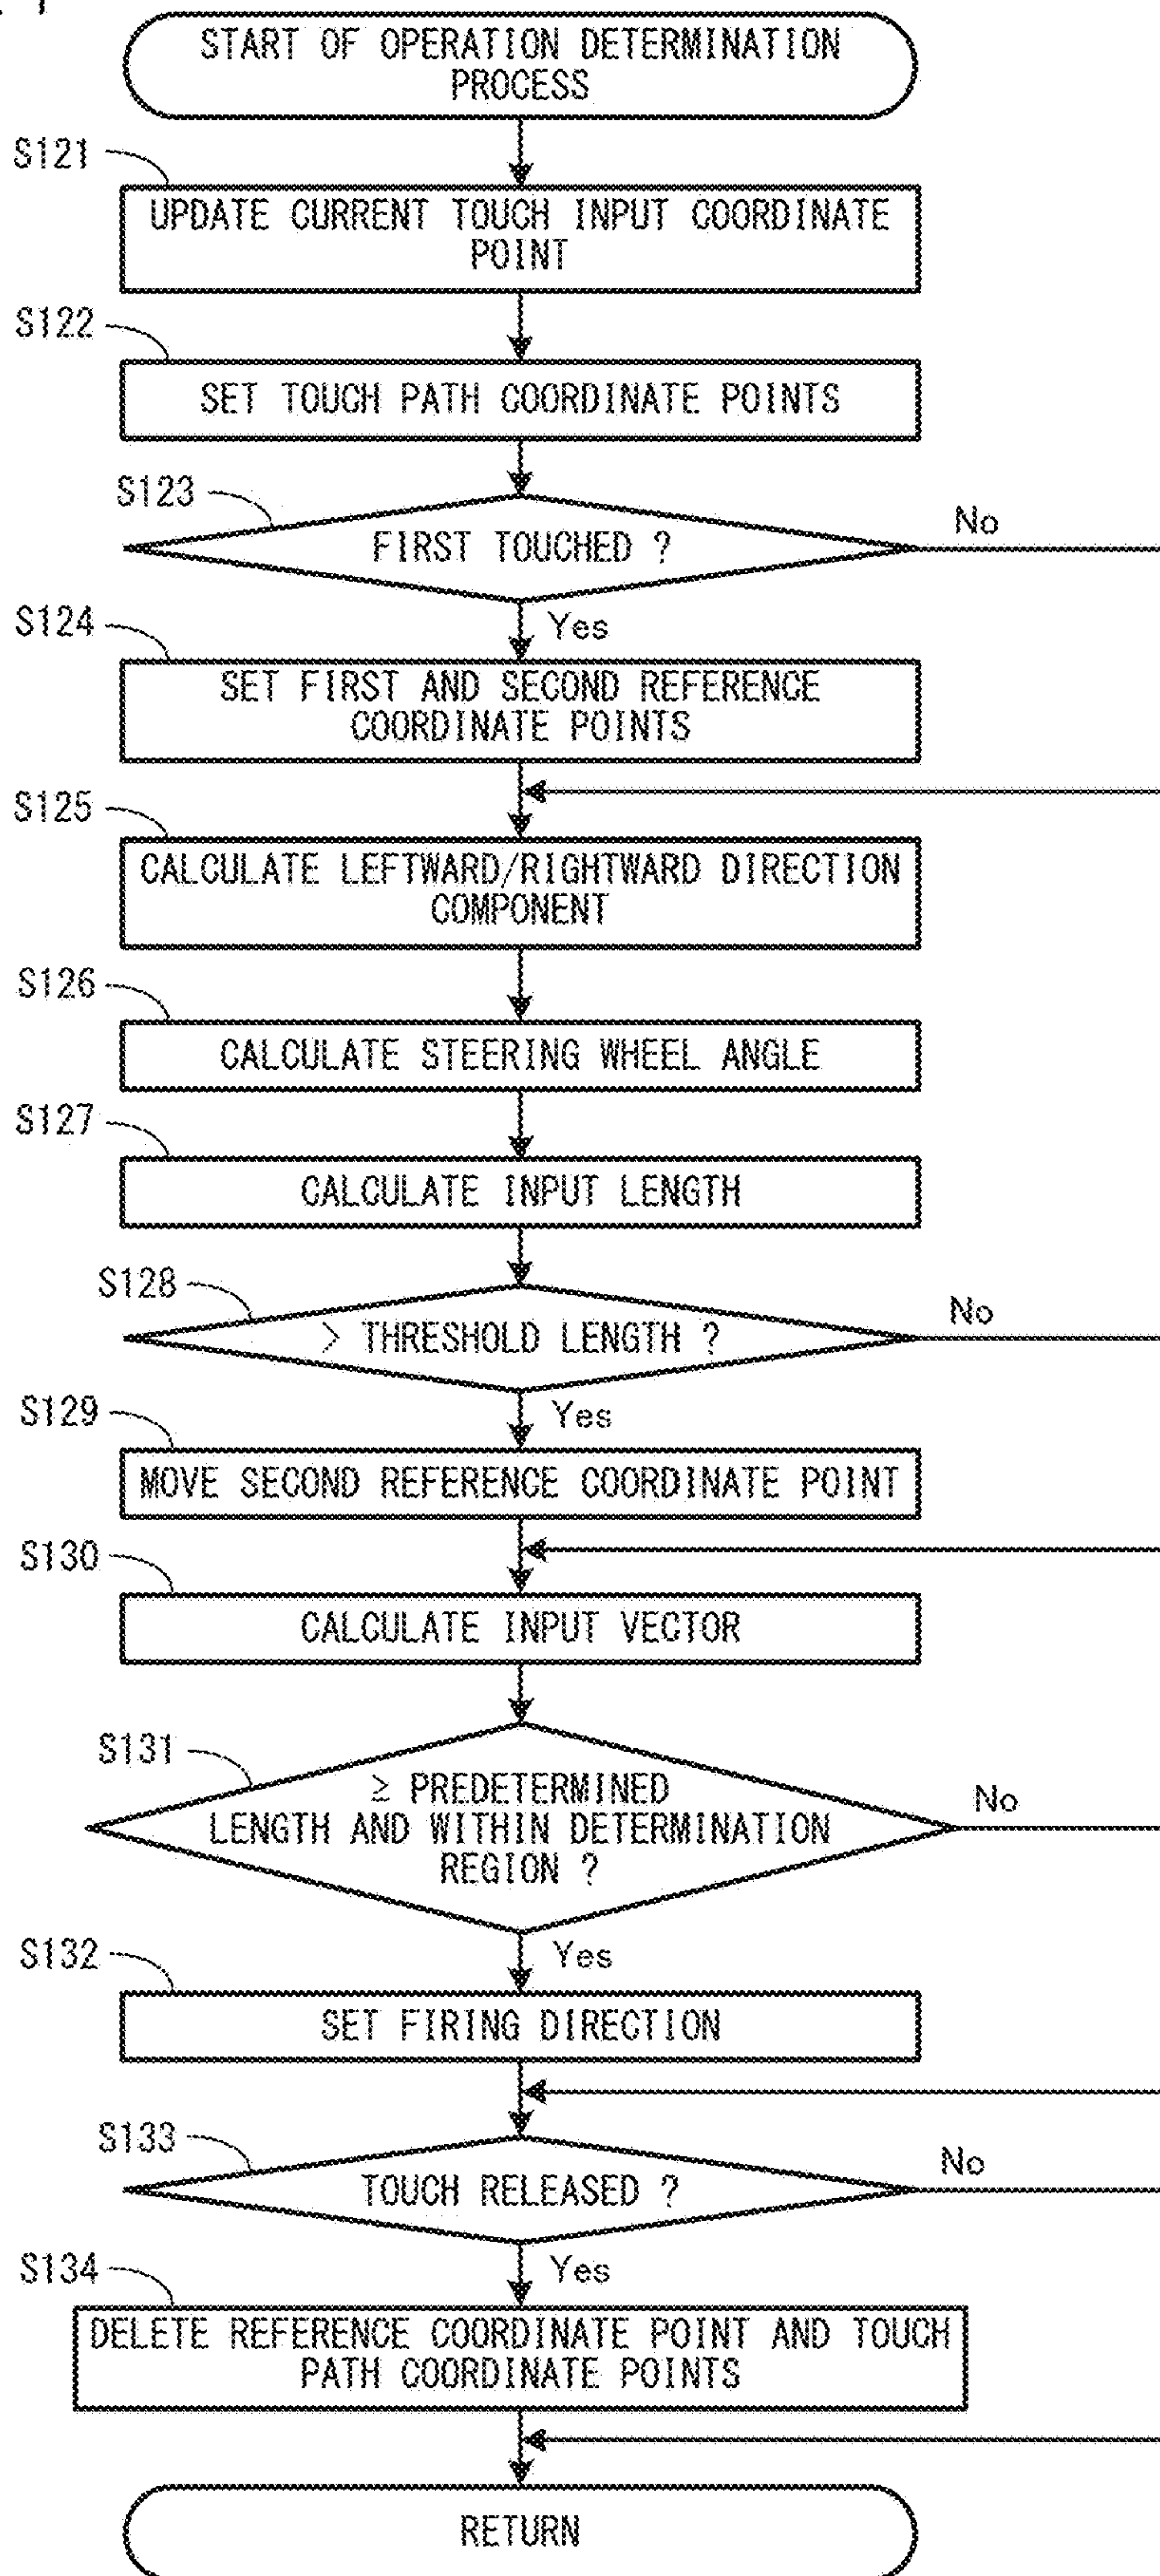 START OF OPERATION DETERMINATION
PROCESS
S121
UPDATE CURRENT TOUCH INPUT COORDINATE
POINT
S122
SET TOUCH PATH COORDINATE POINTS
S123
FIRST TOUCHED ?
No
Yes
S124
SET FIRST AND SECOND REFERENCE
COORDINATE POINTS
S125
CALCULATE LEFTWARD/RIGHTWARD DIRECTION
COMPONENT
S126
CALCULATE STEERING WHEEL ANGLE
S127
CALCULATE INPUT LENGTH
S128
> THRESHOLD LENGTH ?
No
Yes
S129
MOVE SECOND REFERENCE COORDINATE POINT
S130
CALCULATE INPUT VECTOR
S131
≥ PREDETERMINED
LENGTH AND WITHIN DETERMINATION
REGION ?
No
Yes
S132
SET FIRING DIRECTION
S133
TOUCH RELEASED ?
No
Yes
S134
DELETE REFERENCE COORDINATE POINT AND TOUCH
PATH COORDINATE POINTS
RETURN